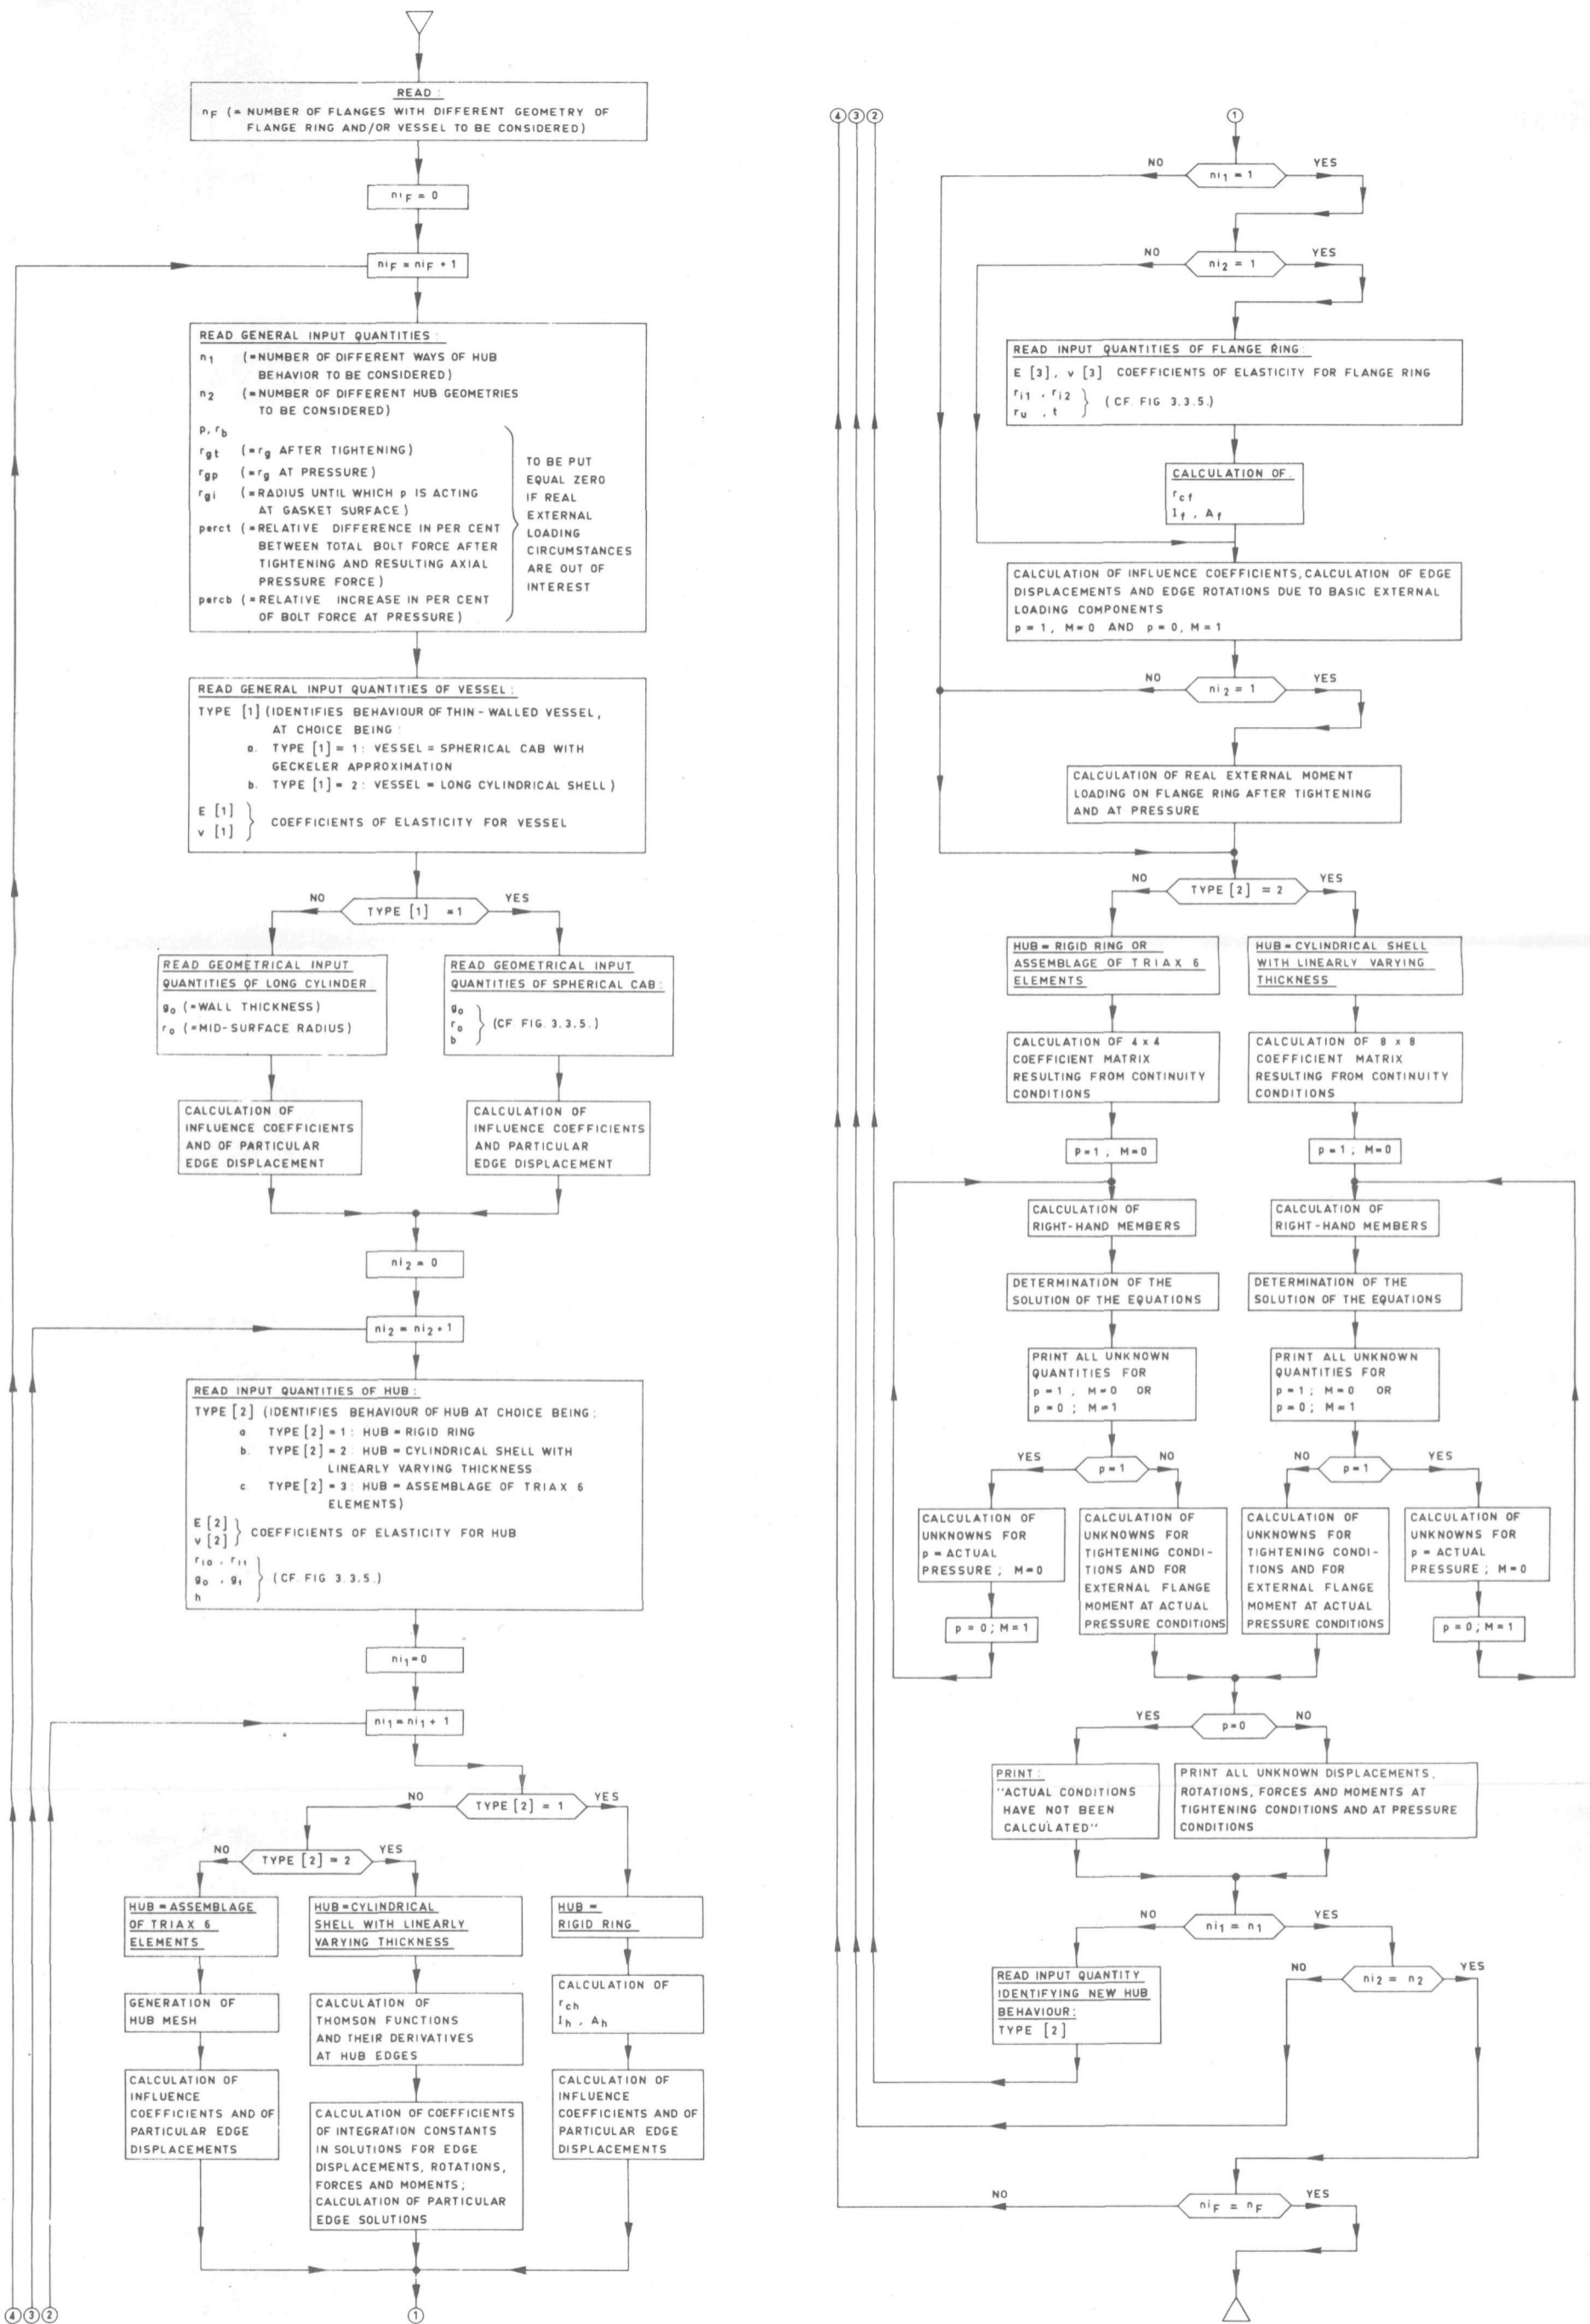 READ :
nF (= NUMBER OF FLANGES WITH DIFFERENT GEOMETRY OF
FLANGE RING AND/OR VESSEL TO BE CONSIDERED)
niF = 0
niF = niF + 1
READ GENERAL INPUT QUANTITIES :
n1 (=NUMBER OF DIFFERENT WAYS OF HUB
BEHAVIOR TO BE CONSIDERED)
n2 (=NUMBER OF DIFFERENT HUB GEOMETRIES
TO BE CONSIDERED)
p, rb
rgt (=rg AFTER TIGHTENING)
rgp (=rg AT PRESSURE)
rgi (=RADIUS UNTIL WHICH p IS ACTING
AT GASKET SURFACE)
perct (=RELATIVE DIFFERENCE IN PER CENT
BETWEEN TOTAL BOLT FORCE AFTER
TIGHTENING AND RESULTING AXIAL
PRESSURE FORCE)
percb (=RELATIVE INCREASE IN PER CENT
OF BOLT FORCE AT PRESSURE)
TO BE PUT
EQUAL ZERO
IF REAL
EXTERNAL
LOADING
CIRCUMSTANCES
ARE OUT OF
INTEREST
READ GENERAL INPUT QUANTITIES OF VESSEL :
TYPE [1] (IDENTIFIES BEHAVIOUR OF THIN-WALLED VESSEL,
AT CHOICE BEING :
a. TYPE [1] = 1 : VESSEL = SPHERICAL CAB WITH
GECKELER APPROXIMATION
b. TYPE [1] = 2 : VESSEL = LONG CYLINDRICAL SHELL)
E [1]
v [1]
COEFFICIENTS OF ELASTICITY FOR VESSEL
NO
TYPE [1] = 1
YES
READ GEOMETRICAL INPUT
QUANTITIES OF LONG CYLINDER
go (=WALL THICKNESS)
ro (=MID-SURFACE RADIUS)
READ GEOMETRICAL INPUT
QUANTITIES OF SPHERICAL CAB :
go
ro
b
(CF. FIG. 3.3.5.)
CALCULATION OF
INFLUENCE COEFFICIENTS
AND OF PARTICULAR
EDGE DISPLACEMENT
CALCULATION OF
INFLUENCE COEFFICIENTS
AND PARTICULAR
EDGE DISPLACEMENT
ni2 = 0
ni2 = ni2 + 1
READ INPUT QUANTITIES OF HUB :
TYPE [2] (IDENTIFIES BEHAVIOUR OF HUB AT CHOICE BEING :
a TYPE [2] = 1 : HUB = RIGID RING
b. TYPE [2] = 2 : HUB = CYLINDRICAL SHELL WITH
LINEARLY VARYING THICKNESS
c TYPE [2] = 3 : HUB = ASSEMBLAGE OF TRIAX 6
ELEMENTS)
E [2]
v [2]
COEFFICIENTS OF ELASTICITY FOR HUB
rio , ri1
go , g1
h
(CF. FIG 3.3.5.)
ni1 = 0
ni1 = ni1 + 1
NO
TYPE [2] = 1
YES
NO
TYPE [2] = 2
YES
HUB = ASSEMBLAGE
OF TRIAX 6
ELEMENTS
HUB = CYLINDRICAL
SHELL WITH LINEARLY
VARYING THICKNESS
HUB =
RIGID RING
GENERATION OF
HUB MESH
CALCULATION OF
THOMSON FUNCTIONS
AND THEIR DERIVATIVES
AT HUB EDGES
CALCULATION OF
rch
Ih , Ah
CALCULATION OF
INFLUENCE
COEFFICIENTS AND OF
PARTICULAR EDGE
DISPLACEMENTS
CALCULATION OF COEFFICIENTS
OF INTEGRATION CONSTANTS
IN SOLUTIONS FOR EDGE
DISPLACEMENTS, ROTATIONS,
FORCES AND MOMENTS;
CALCULATION OF PARTICULAR
EDGE SOLUTIONS
CALCULATION OF
INFLUENCE
COEFFICIENTS AND OF
PARTICULAR EDGE
DISPLACEMENTS
4 3 2 1
4 3 2 1
NO
ni1 = 1
YES
NO
ni2 = 1
YES
READ INPUT QUANTITIES OF FLANGE RING :
E [3] , v [3] COEFFICIENTS OF ELASTICITY FOR FLANGE RING
ri1 , ri2
ru , t
(CF. FIG 3.3.5.)
CALCULATION OF.
rcf
If , Af
CALCULATION OF INFLUENCE COEFFICIENTS, CALCULATION OF EDGE
DISPLACEMENTS AND EDGE ROTATIONS DUE TO BASIC EXTERNAL
LOADING COMPONENTS
p = 1, M = 0 AND p = 0, M = 1
NO
ni2 = 1
YES
CALCULATION OF REAL EXTERNAL MOMENT
LOADING ON FLANGE RING AFTER TIGHTENING
AND AT PRESSURE
NO
TYPE [2] = 2
YES
HUB = RIGID RING OR
ASSEMBLAGE OF TRIAX 6
ELEMENTS
HUB = CYLINDRICAL SHELL
WITH LINEARLY VARYING
THICKNESS
CALCULATION OF 4 x 4
COEFFICIENT MATRIX
RESULTING FROM CONTINUITY
CONDITIONS
CALCULATION OF 8 x 8
COEFFICIENT MATRIX
RESULTING FROM CONTINUITY
CONDITIONS
p = 1 ; M = 0
p = 1 ; M = 0
CALCULATION OF
RIGHT-HAND MEMBERS
CALCULATION OF
RIGHT-HAND MEMBERS
DETERMINATION OF THE
SOLUTION OF THE EQUATIONS
DETERMINATION OF THE
SOLUTION OF THE EQUATIONS
PRINT ALL UNKNOWN
QUANTITIES FOR
p = 1 ; M = 0 OR
p = 0 ; M = 1
PRINT ALL UNKNOWN
QUANTITIES FOR
p = 1 ; M = 0 OR
p = 0 ; M = 1
YES
p = 1
NO
NO
p = 1
YES
CALCULATION OF
UNKNOWNS FOR
p = ACTUAL
PRESSURE ; M = 0
CALCULATION OF
UNKNOWNS FOR
TIGHTENING CONDI-
TIONS AND FOR
EXTERNAL FLANGE
MOMENT AT ACTUAL
PRESSURE CONDITIONS
CALCULATION OF
UNKNOWNS FOR
TIGHTENING CONDI-
TIONS AND FOR
EXTERNAL FLANGE
MOMENT AT ACTUAL
PRESSURE CONDITIONS
CALCULATION OF
UNKNOWNS FOR
p = ACTUAL
PRESSURE ; M = 0
p = 0 ; M = 1
p = 0 ; M = 1
YES
p = 0
NO
PRINT :
"ACTUAL CONDITIONS
HAVE NOT BEEN
CALCULATED"
PRINT ALL UNKNOWN DISPLACEMENTS,
ROTATIONS, FORCES AND MOMENTS AT
TIGHTENING CONDITIONS AND AT PRESSURE
CONDITIONS
NO
ni1 = n1
YES
READ INPUT QUANTITY
IDENTIFYING NEW HUB
BEHAVIOUR :
TYPE [2]
NO
ni2 = n2
YES
NO
niF = nF
YES